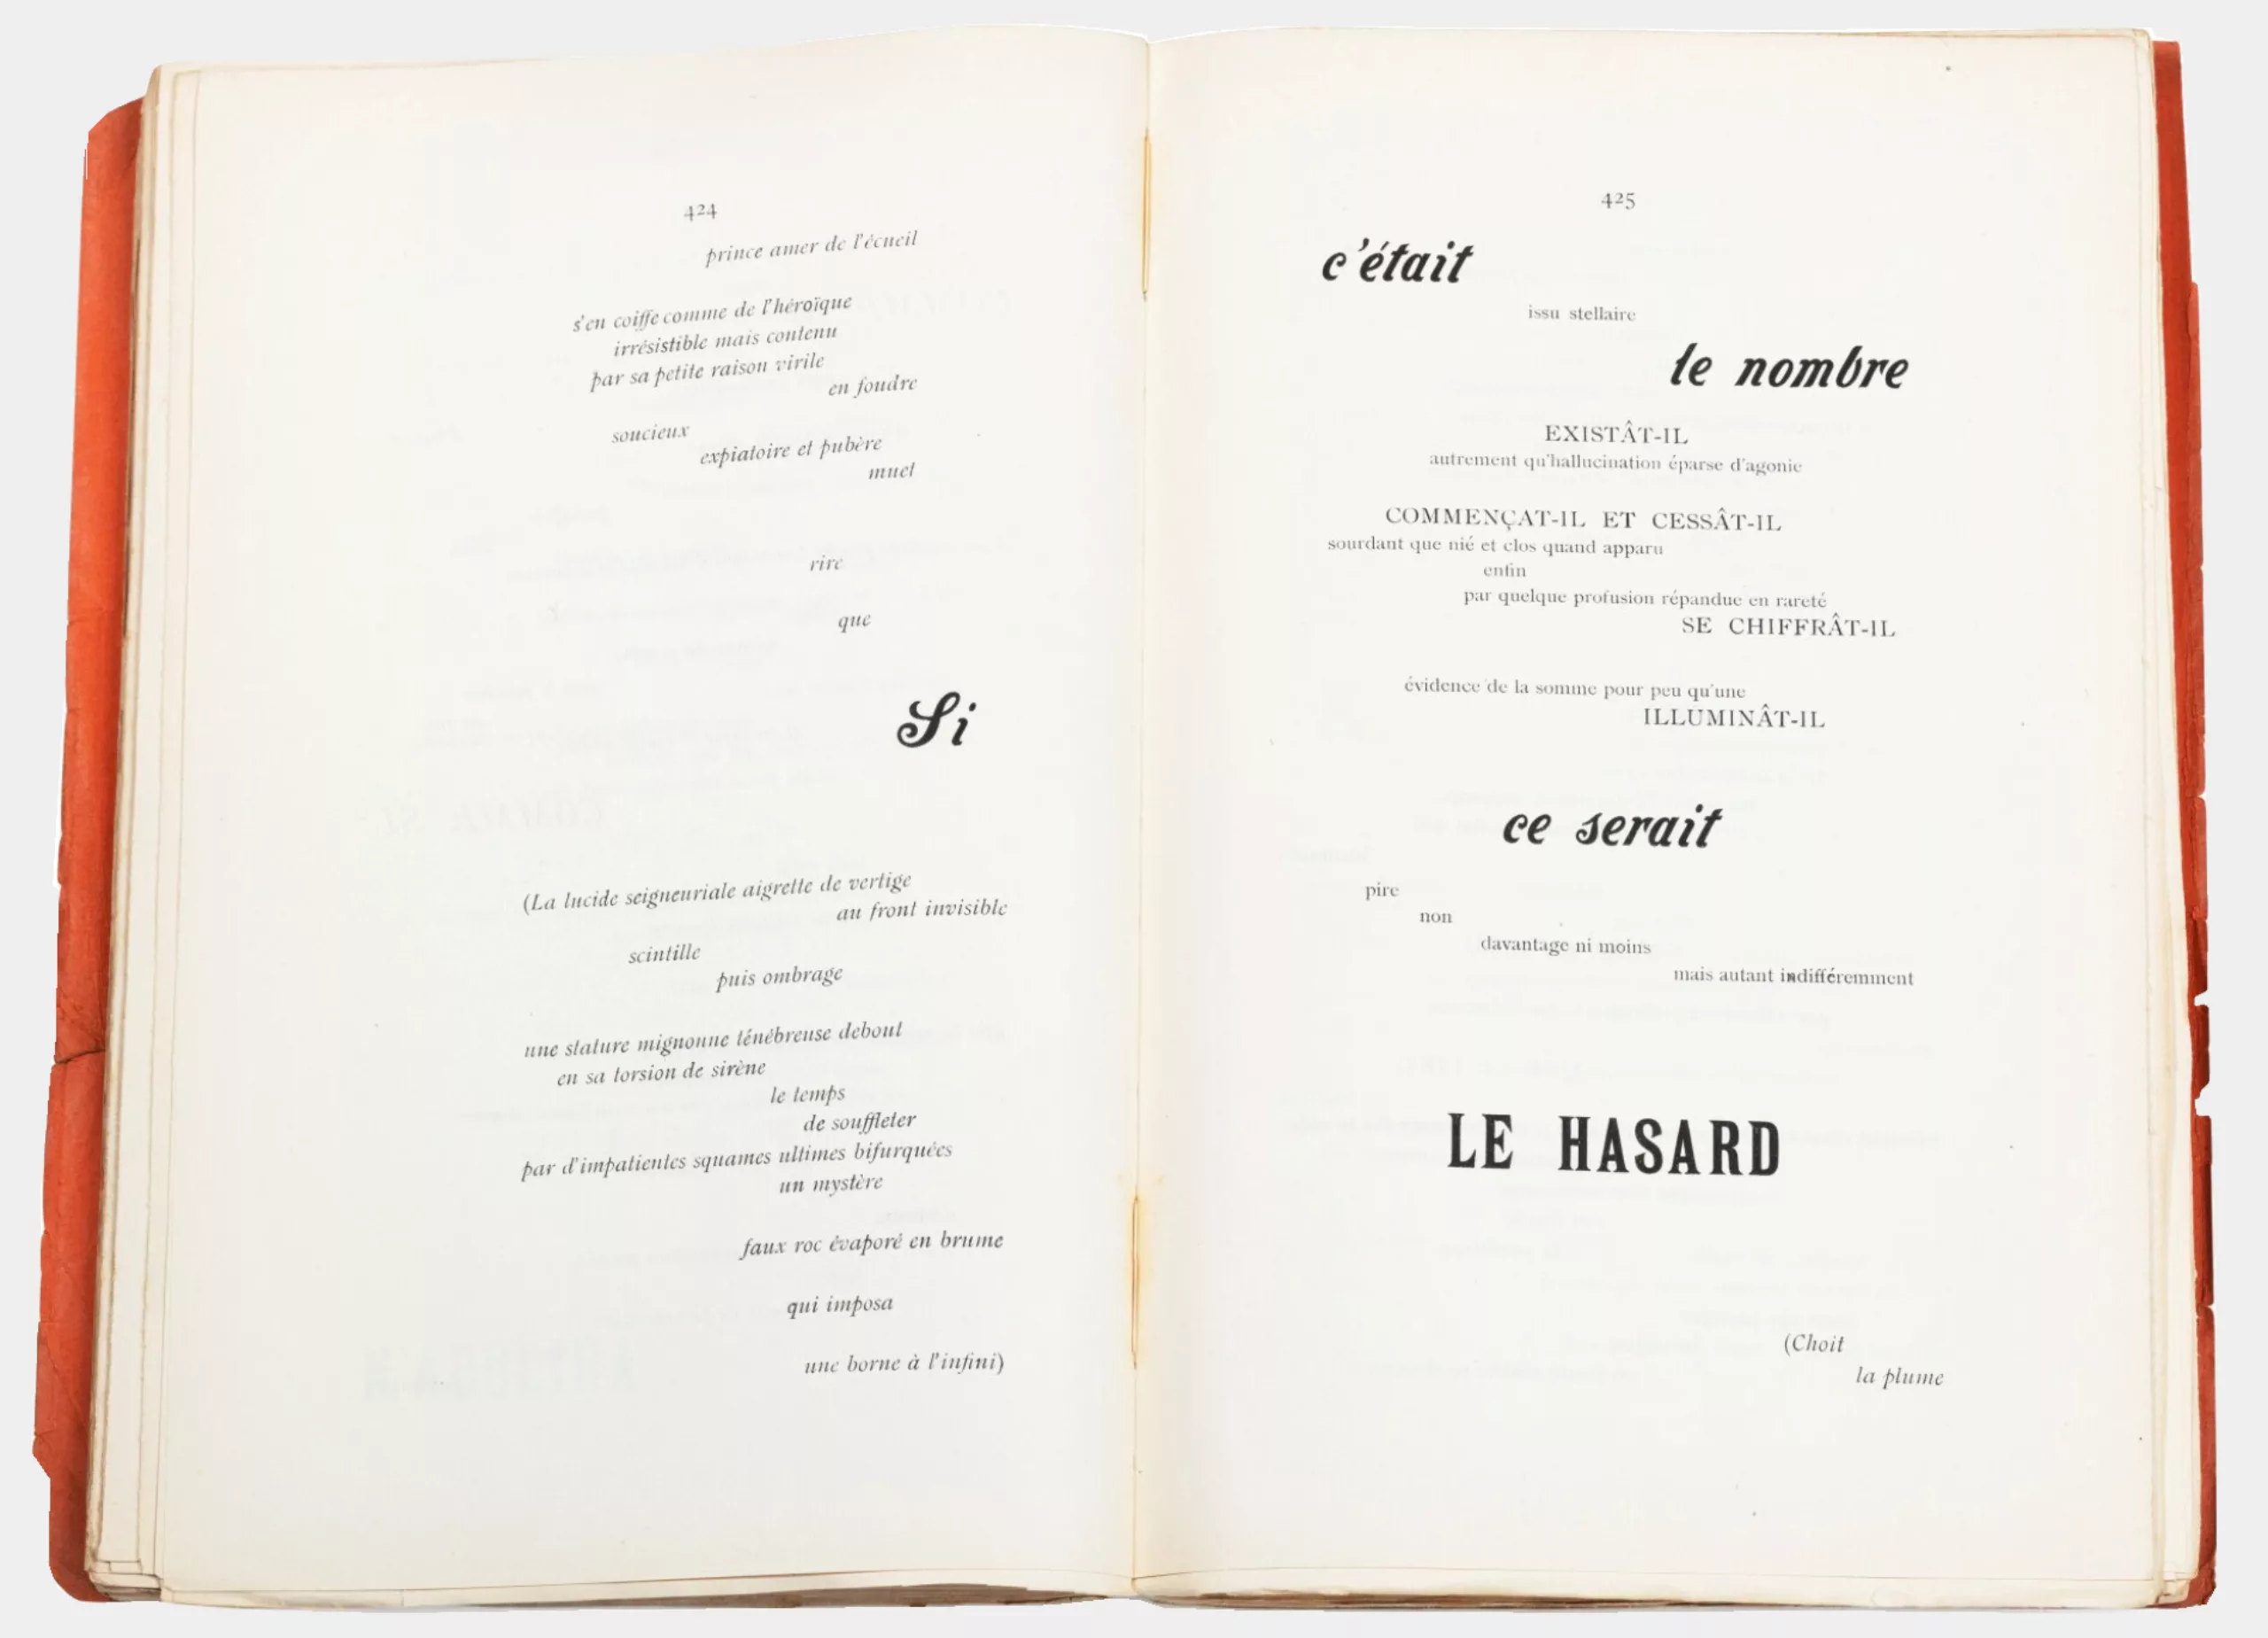 424
prince amer de l'écueil
s'en coiffe comme de l'héroïque
irrésistible mais contenu
par sa petite raison virile
en foudre
soucieux
expiatoire et pubère
muet
rire
que
Si
(La lucide seigneuriale aigrette de vertige
au front invisible
scintille
puis ombrage
une stature mignonne ténébreuse debout
en sa torsion de sirène
le temps
de souffleter
par d'impatientes squames ultimes bifurquées
un mystère
faux roc évaporé en brume
qui imposa
une borne à l'infini)
425
c'était
issu stellaire
le nombre
EXISTÂT-IL
autrement qu'hallucination éparse d'agonie
COMMENÇAT-IL ET CESSÂT-IL
sourdant que nié et clos quand apparu
enfin
par quelque profusion répandue en rareté
SE CHIFFRÂT-IL
évidence de la somme pour peu qu'une
ILLUMINÂT-IL
ce serait
pire
non
davantage ni moins
mais autant indifféremment
LE HASARD
(Choit
la plume